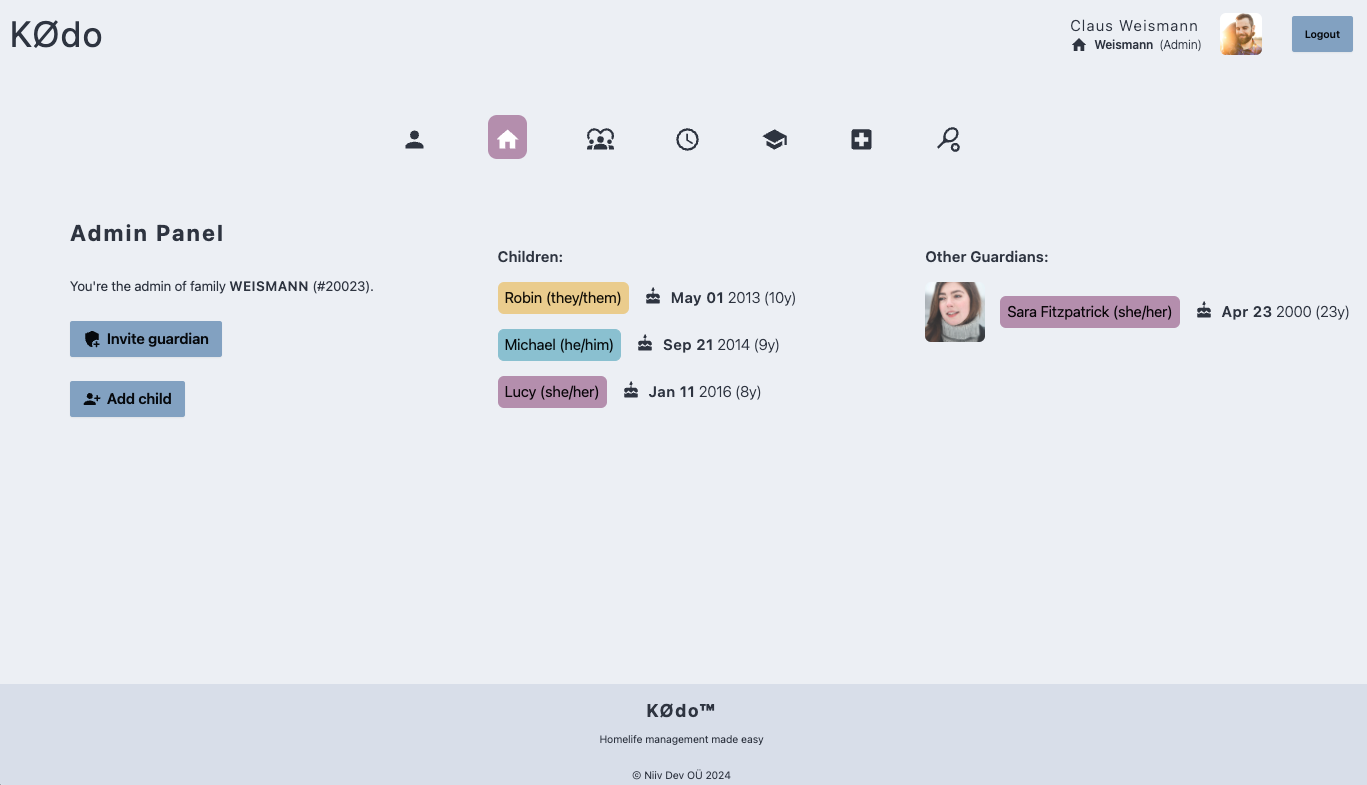 KØdo
Claus Weismann
Weismann (Admin)
Logout
Admin Panel
You're the admin of family WEISMANN (#20023).
Invite guardian
Add child
Children:
Robin (they/them) May 01 2013 (10y)
Michael (he/him) Sep 21 2014 (9y)
Lucy (she/her) Jan 11 2016 (8y)
Other Guardians:
Sara Fitzpatrick (she/her) Apr 23 2000 (23y)
KØdo™
Homelife management made easy
© Niiv Dev OÜ 2024